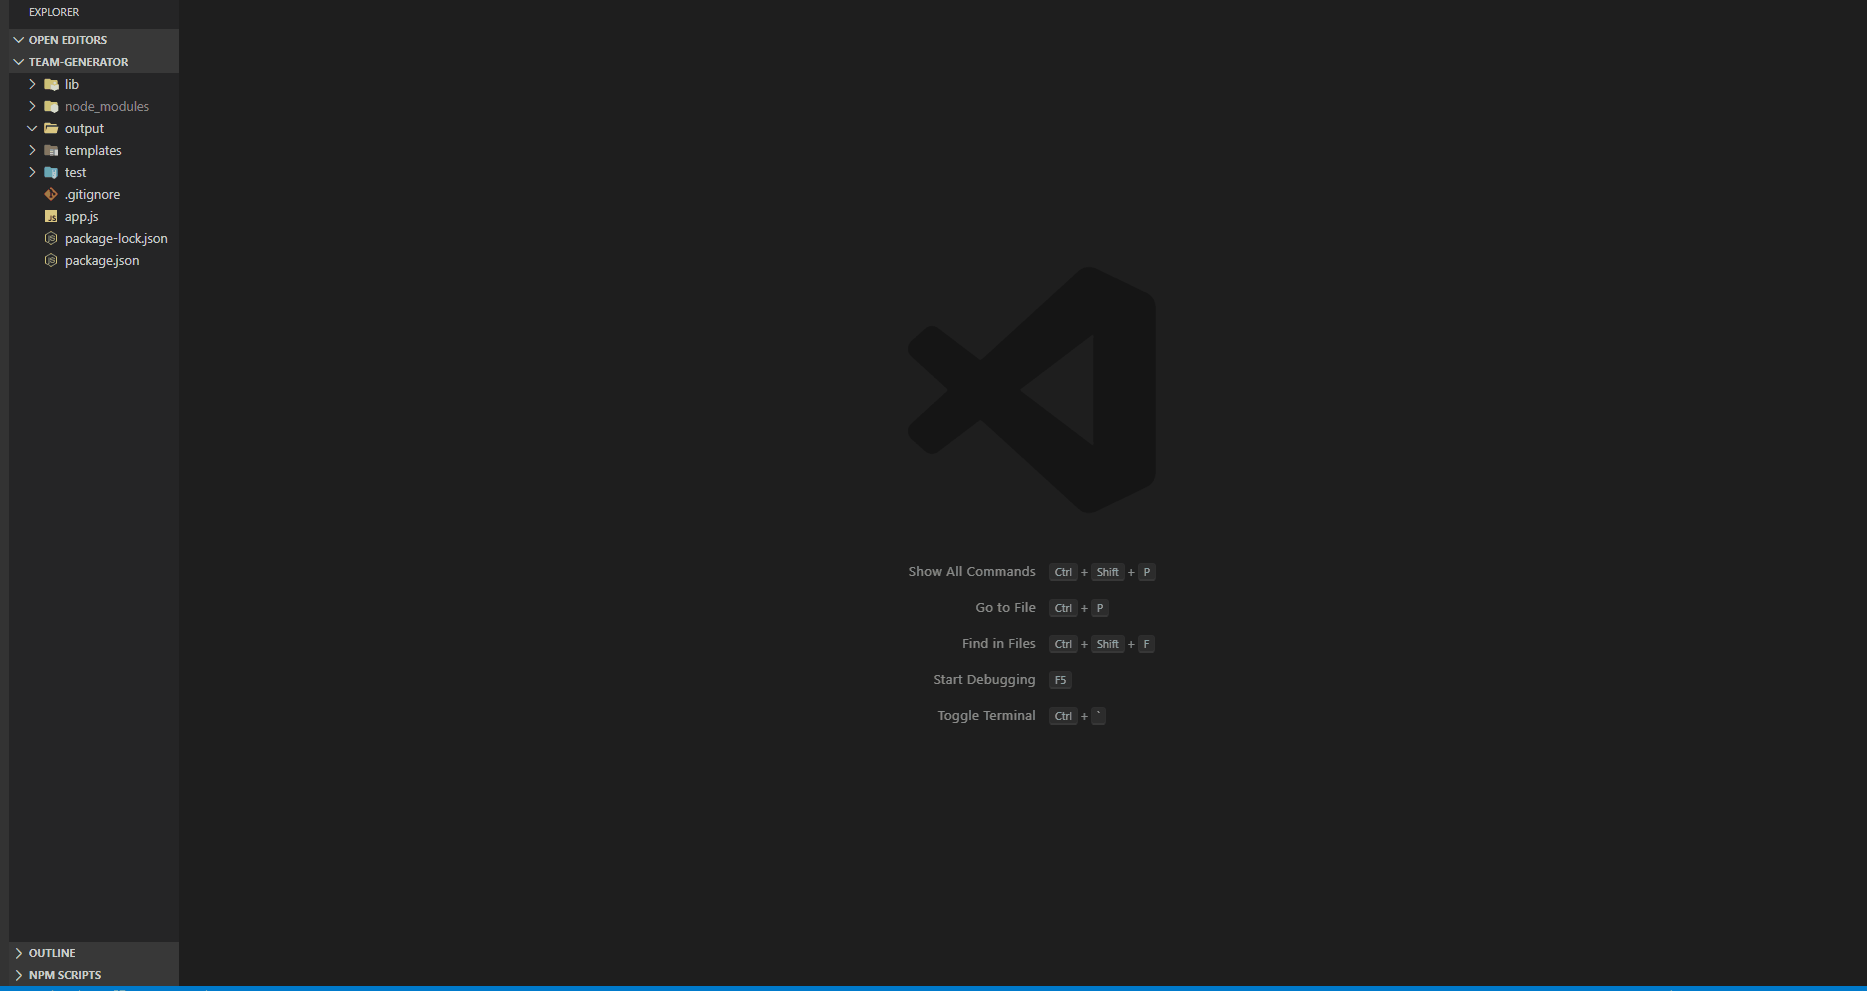 EXPLORER
OPEN EDITORS
TEAM-GENERATOR
lib
node_modules
output
templates
test
.gitignore
app.js
package-lock.json
package.json
Show All Commands Ctrl + Shift + P
Go to File Ctrl + P
Find in Files Ctrl + Shift + F
Start Debugging F5
Toggle Terminal Ctrl + `
OUTLINE
NPM SCRIPTS